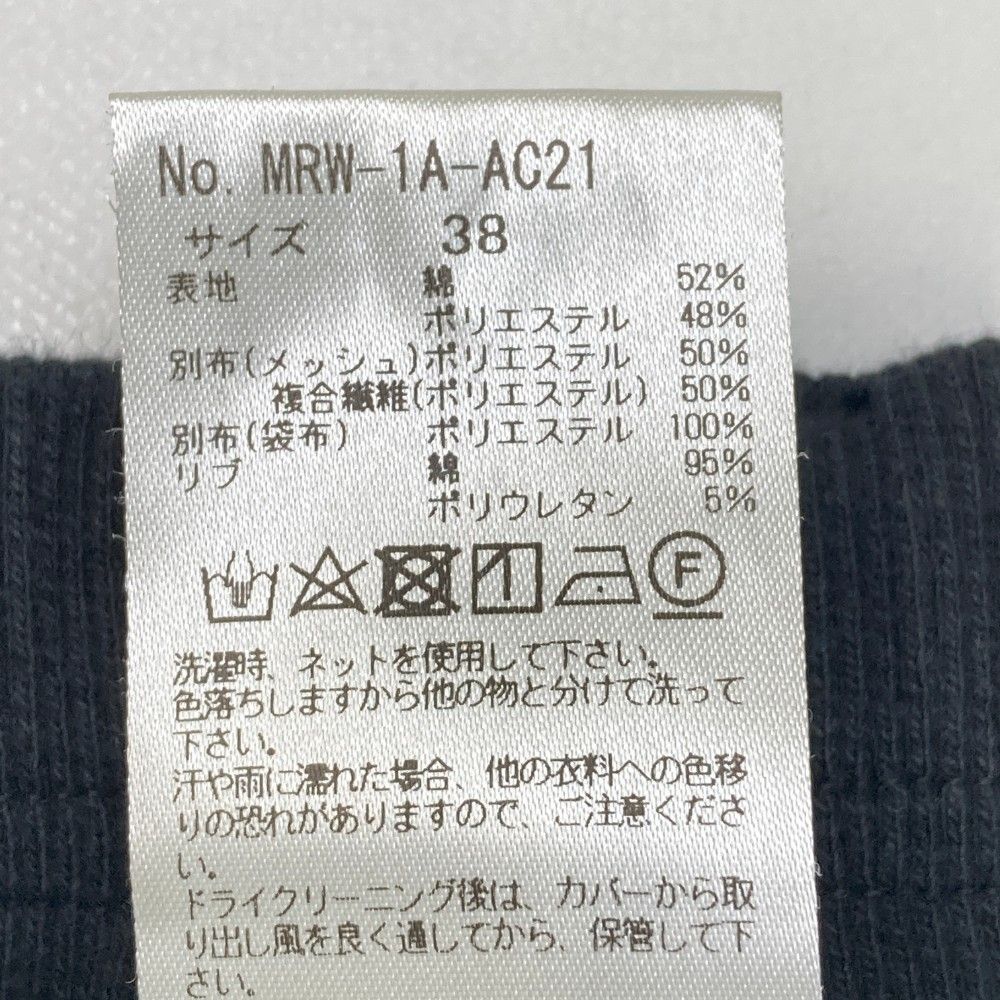 No. MRW-1A-AC21
サイズ 38
表地 綿 52%
ポリエステル 48%
別布(メッシュ)ポリエステル 50%
複合繊維(ポリエステル) 50%
別布(袋布) ポリエステル 100%
リブ 綿 95%
ポリウレタン 5%
F
洗濯時、ネットを使用して下さい。
色落ちしますから他の物と分けて洗って
下さい。
汗や雨に濡れた場合、他の衣料への色移
りの恐れがありますので、ご注意くださ
い。
ドライクリーニング後は、カバーから取
り出し風を良く通してから、保管して下
さい。